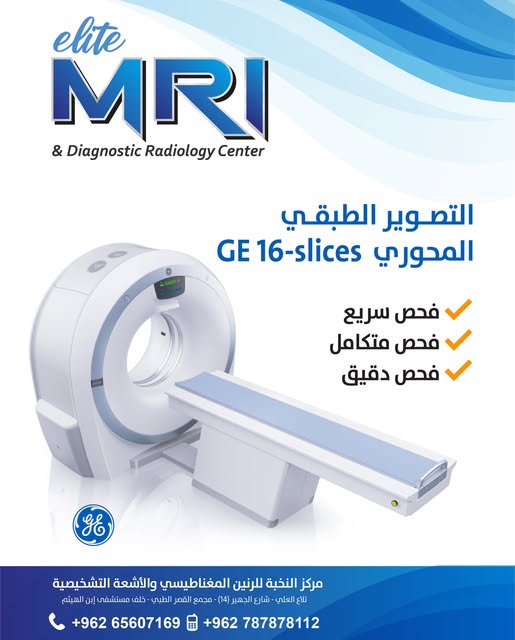 elite
MRI
& Diagnostic Radiology Center
التصوير الطبقي
المحوري GE 16-slices
فحص سريع
فحص متكامل
فحص دقيق
GE
مركز النخبة للرنين المغناطيسي والأشعة التشخيصية
تلاع العلي - شارع الجهير (14) - مجمع القصر الطبي - خلف مستشفى إبن الهيثم
+962 65607169 +962 787878112